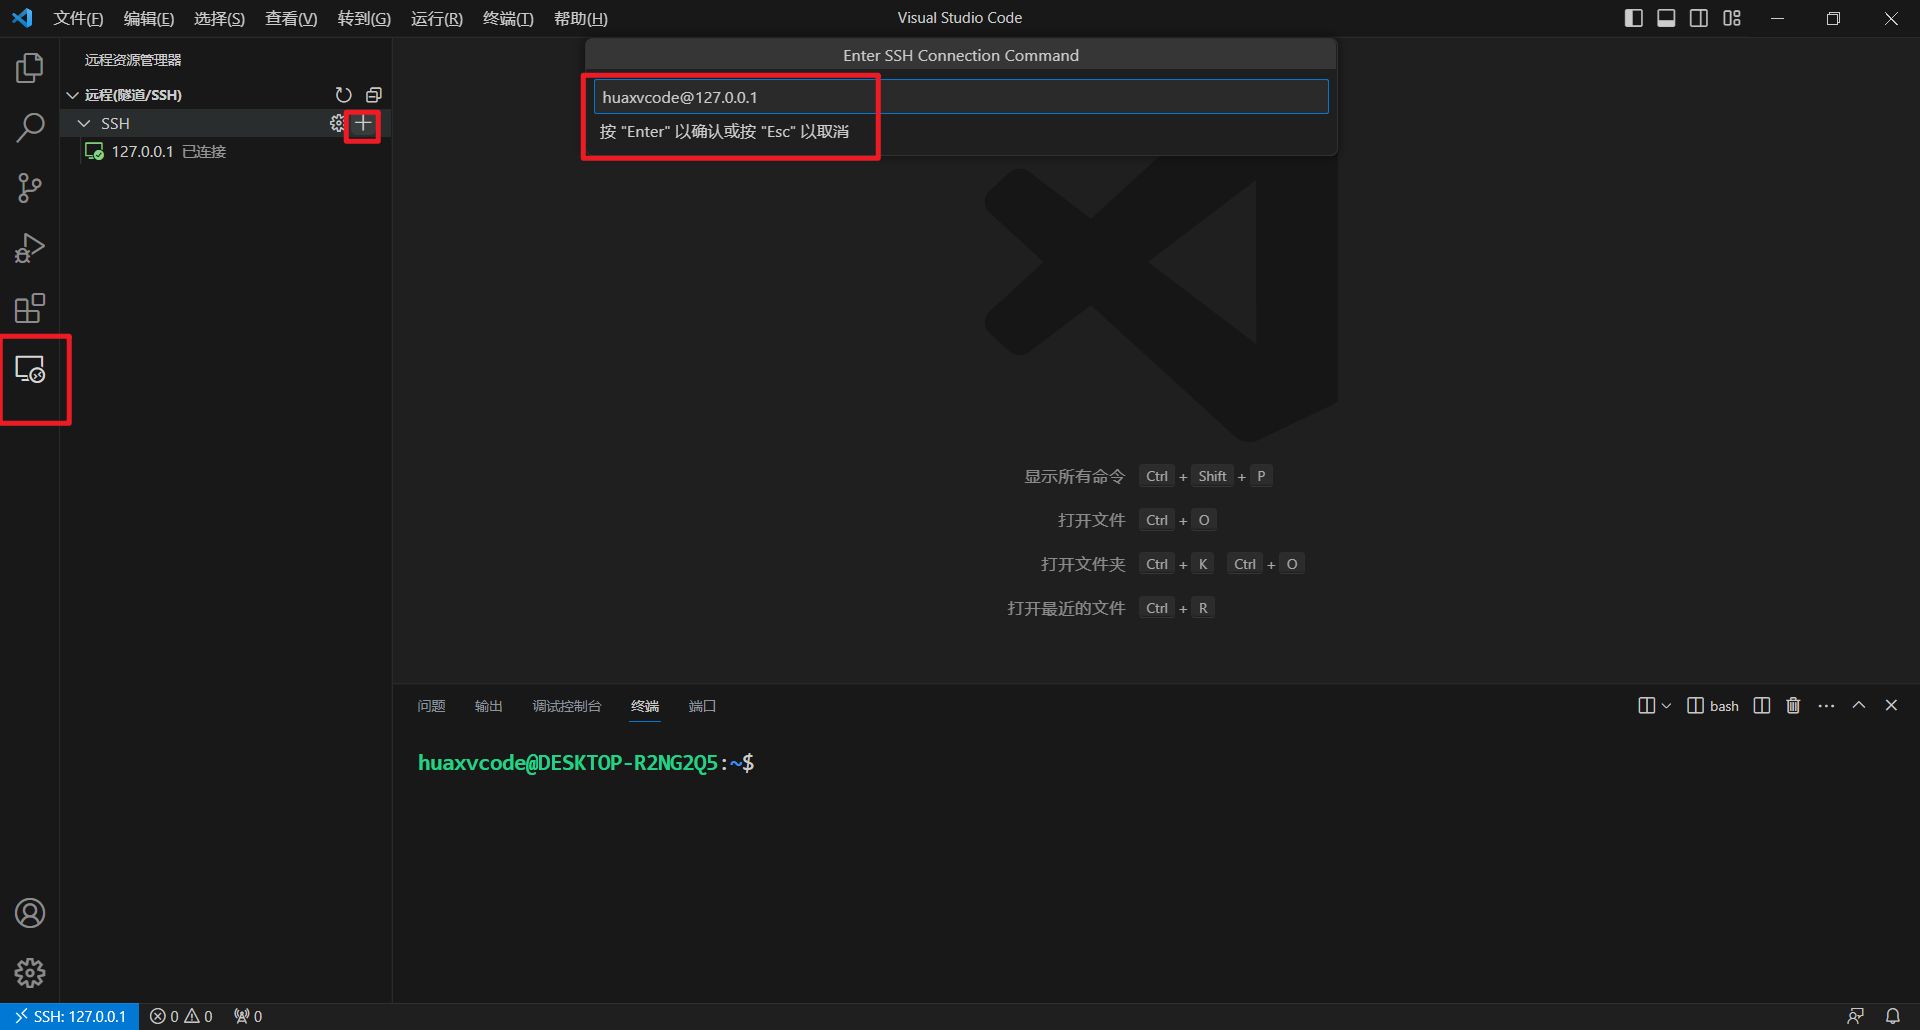 文件(F) 编辑(E) 选择(S) 查看(V) 转到(G) 运行(R) 终端(T) 帮助(H)
Visual Studio Code
远程资源管理器
远程(隧道/SSH)
SSH
127.0.0.1 已连接
Enter SSH Connection Command
huaxvcode@127.0.0.1
按 "Enter" 以确认或按 "Esc" 以取消
显示所有命令 Ctrl + Shift + P
打开文件 Ctrl + O
打开文件夹 Ctrl + K Ctrl + O
打开最近的文件 Ctrl + R
问题 输出 调试控制台 终端 端口
bash
huaxvcode@DESKTOP-R2NG2Q5:~$
SSH: 127.0.0.1 0 0 0